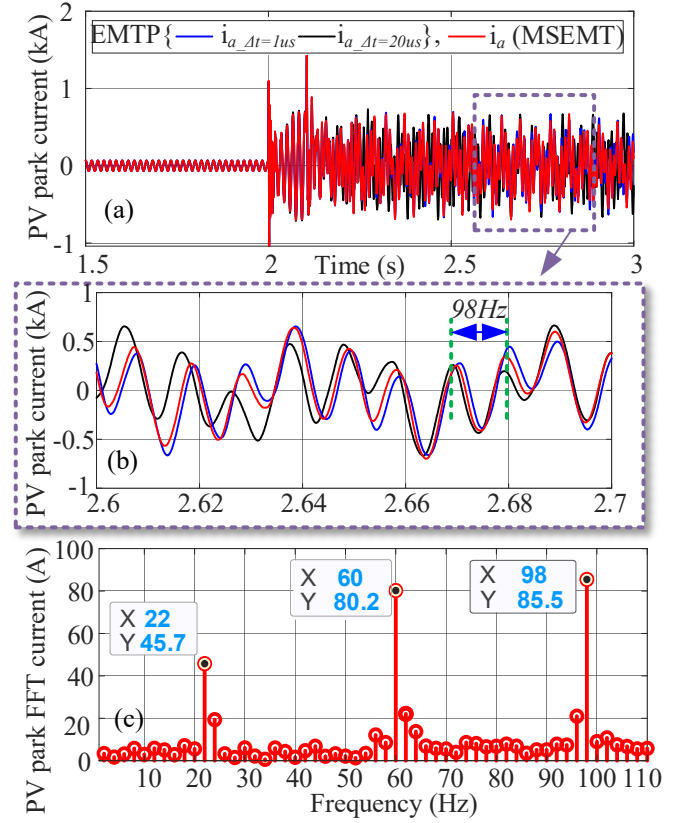 EMTP{ i_{a_Δt=1us} i_{a_Δt=20us}}, i_a (MSEMT)
PV park current (kA)
2
1
0
-1
(a)
1.5 2 2.5 3
Time (s)
PV park current (kA)
1
0.5
0
-0.5
-1
98Hz
(b)
2.6 2.62 2.64 2.66 2.68 2.7
PV park FFT current (A)
100
80
60
40
20
0
X 22
Y 45.7
X 60
Y 80.2
X 98
Y 85.5
(c)
10 20 30 40 50 60 70 80 90 100 110
Frequency (Hz)